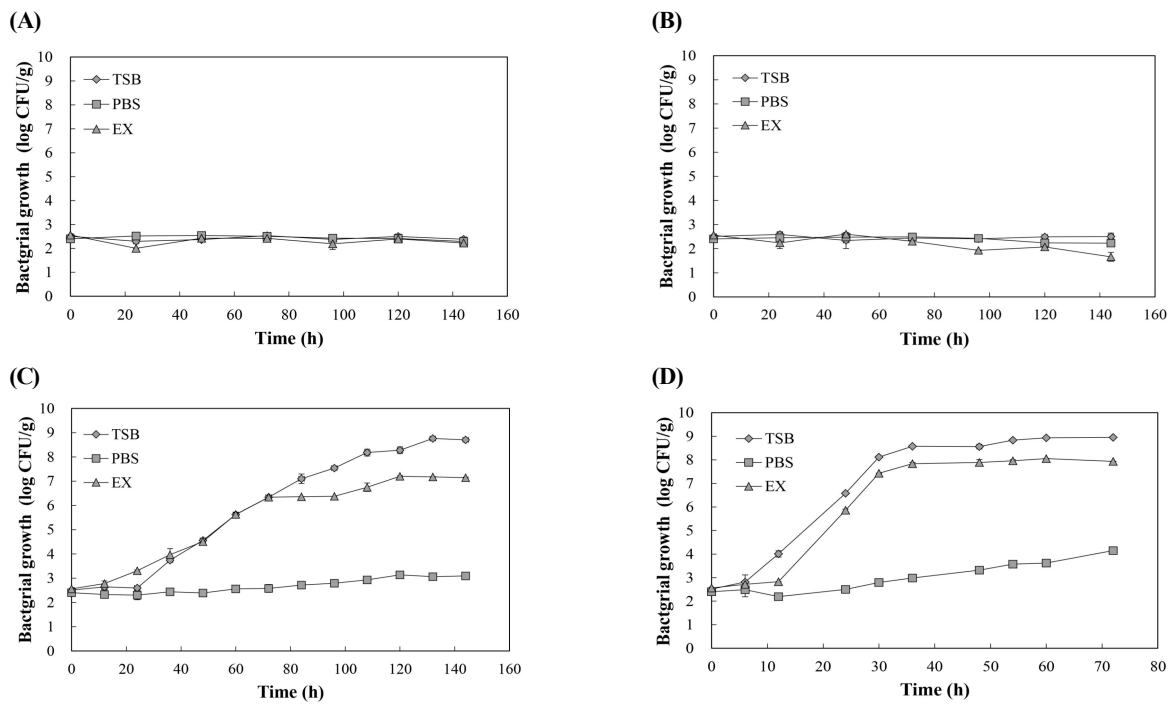 (A)
Bactgrial growth (log CFU/g)
10
9
8
7
6
5
4
3
2
1
0
TSB
PBS
EX
0 20 40 60 80 100 120 140 160
Time (h)
(B)
Bactgrial growth (log CFU/g)
10
9
8
7
6
5
4
3
2
1
0
TSB
PBS
EX
0 20 40 60 80 100 120 140 160
Time (h)
(C)
Bactgrial growth (log CFU/g)
10
9
8
7
6
5
4
3
2
1
0
TSB
PBS
EX
0 20 40 60 80 100 120 140 160
Time (h)
(D)
Bactgrial growth (log CFU/g)
10
9
8
7
6
5
4
3
2
1
0
TSB
PBS
EX
0 10 20 30 40 50 60 70 80
Time (h)